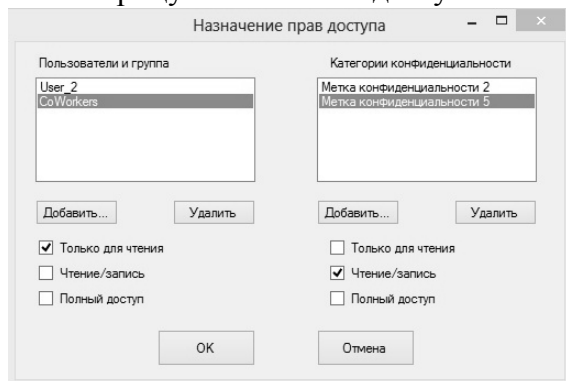 Назначение прав доступа
Пользователи и группа
Категории конфиденциальности
User_2
CoWorkers
Метка конфиденциальности 2
Метка конфиденциальности 5
Добавить...
Удалить
Добавить...
Удалить
Только для чтения
Чтение/запись
Полный доступ
Только для чтения
Чтение/запись
Полный доступ
OK
Отмена